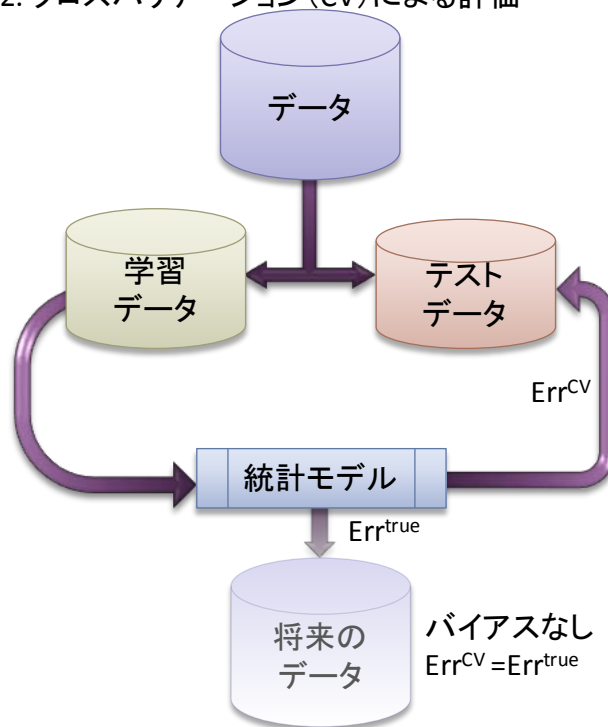 2. クロスバリデーション(CV)による評価
データ
学習
データ
テスト
データ
Err^CV
統計モデル
Err^true
将来の
データ
バイアスなし
Err^CV =Err^true